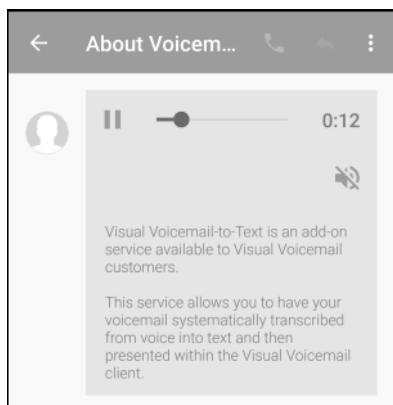 About Voicem...
0:12
Visual Voicemail-to-Text is an add-on
service available to Visual Voicemail
customers.
This service allows you to have your
voicemail systematically transcribed
from voice into text and then
presented within the Visual Voicemail
client.